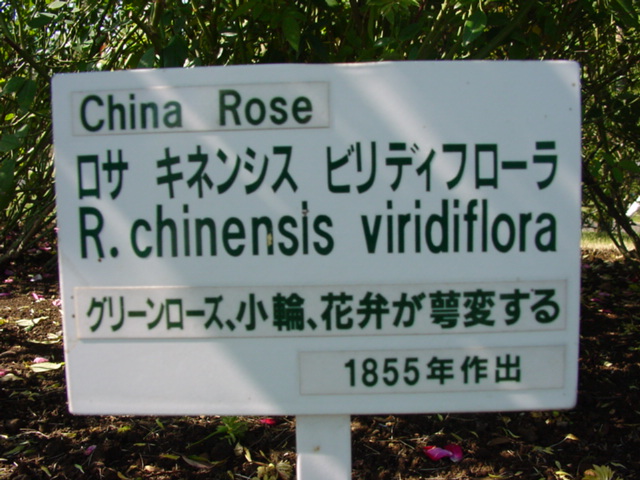 China Rose
ロサ キネンシス ビリディフローラ
R. chinensis viridiflora
グリーンローズ、小輪、花弁が萼変する
1855年作出